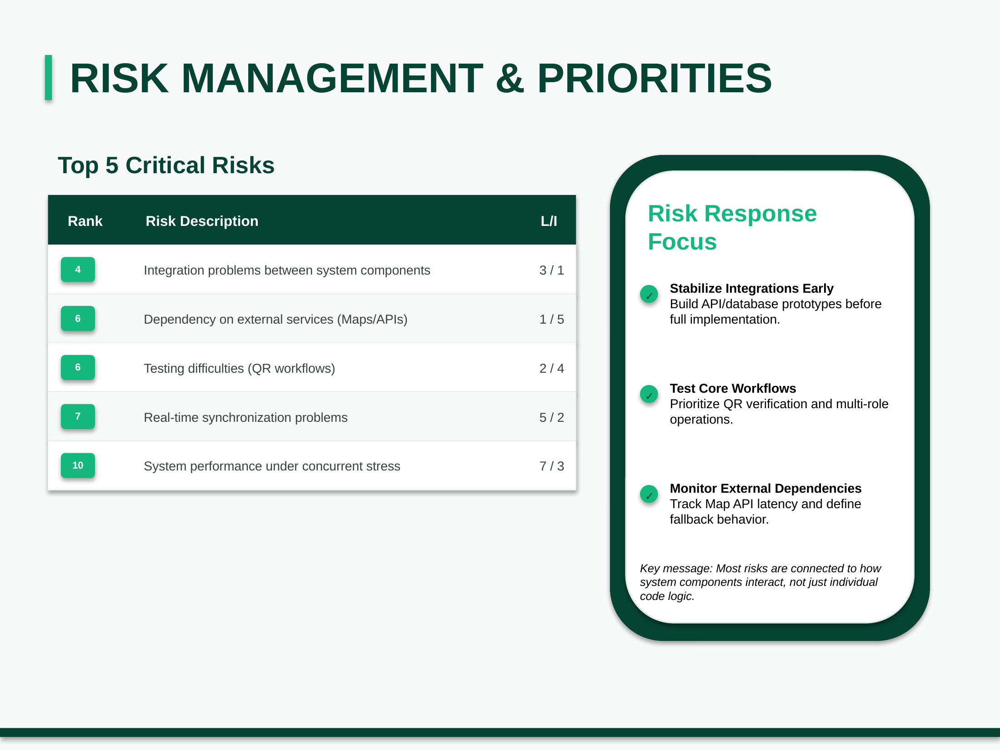 RISK MANAGEMENT & PRIORITIES
Top 5 Critical Risks
Rank Risk Description L/I
4 Integration problems between system components 3 / 1
6 Dependency on external services (Maps/APIs) 1 / 5
6 Testing difficulties (QR workflows) 2 / 4
7 Real-time synchronization problems 5 / 2
10 System performance under concurrent stress 7 / 3
Risk Response
Focus
✓ Stabilize Integrations Early
Build API/database prototypes before
full implementation.
✓ Test Core Workflows
Prioritize QR verification and multi-role
operations.
✓ Monitor External Dependencies
Track Map API latency and define
fallback behavior.
Key message: Most risks are connected to how
system components interact, not just individual
code logic.